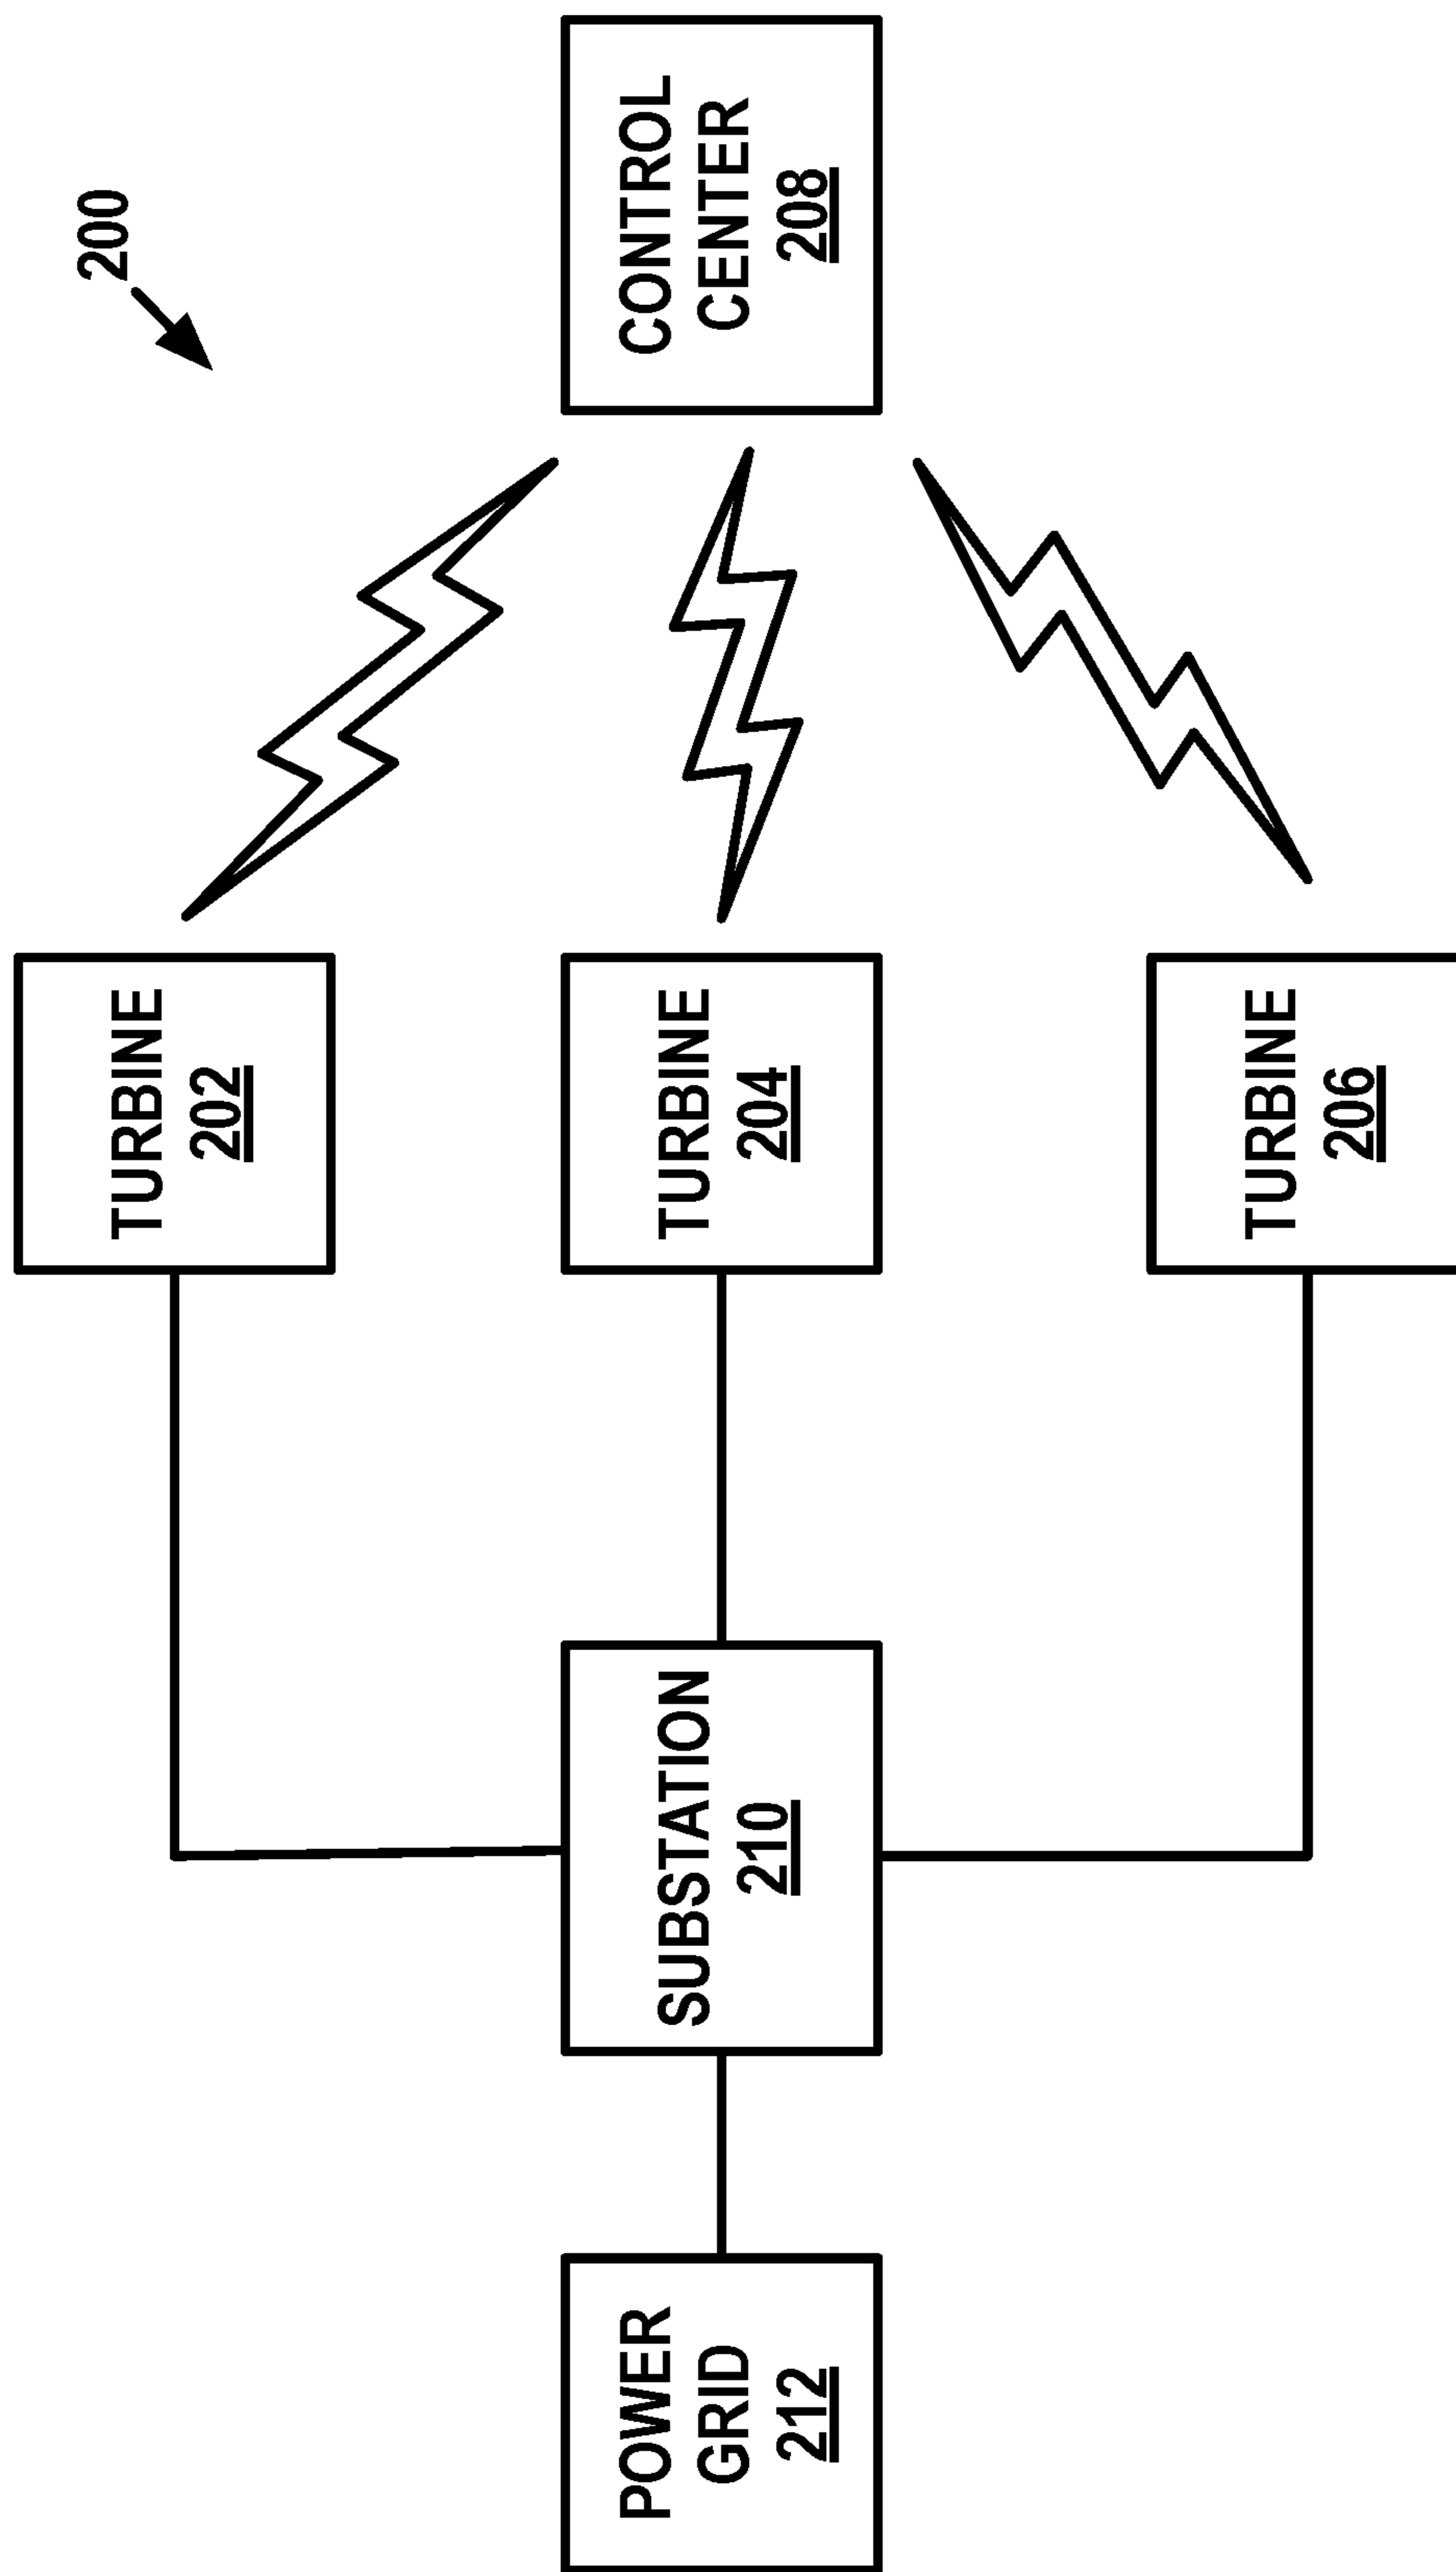 200
CONTROL
CENTER
208
TURBINE
202
TURBINE
204
TURBINE
206
SUBSTATION
210
POWER
GRID
212